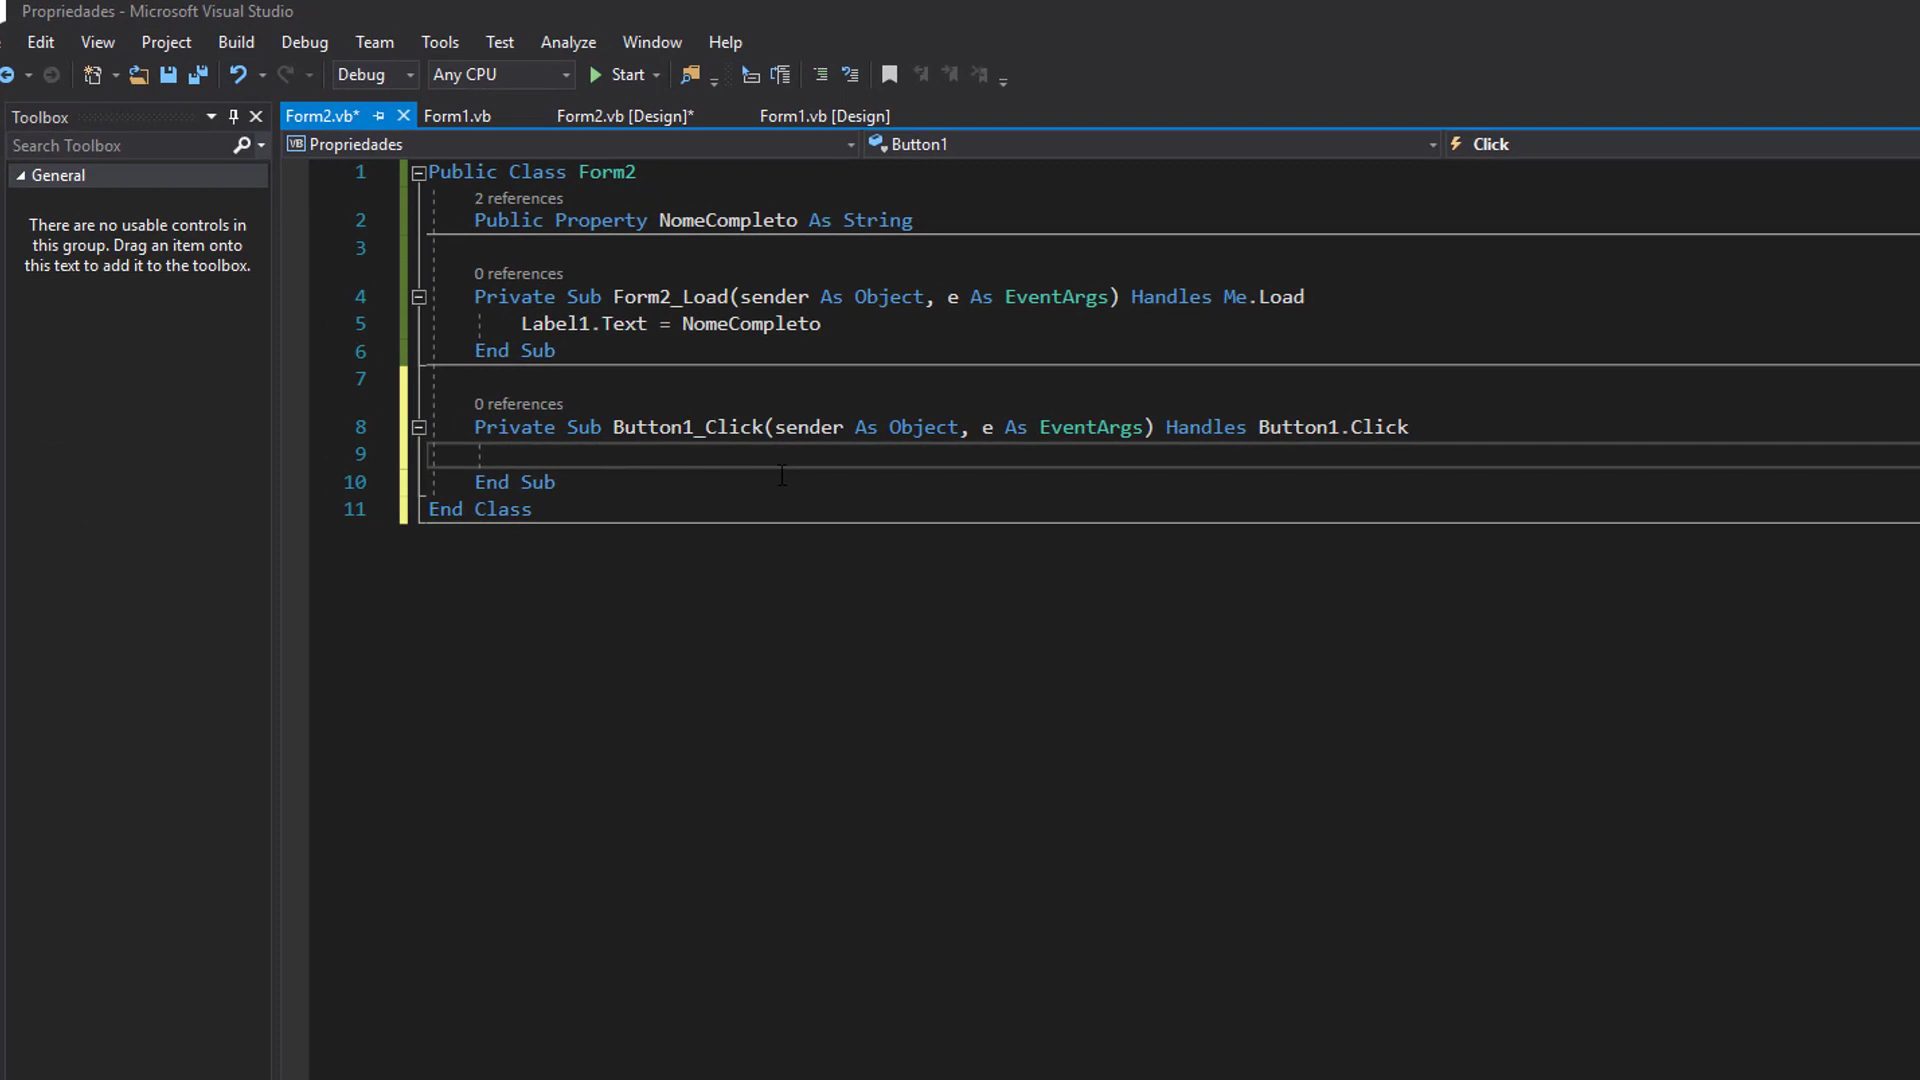 Propriedades - Microsoft Visual Studio
Edit View Project Build Debug Team Tools Test Analyze Window Help
Debug Any CPU Start
Toolbox
Form2.vb* Form1.vb Form2.vb [Design]* Form1.vb [Design]
Search Toolbox
VB Propriedades Button1 Click
General
There are no usable controls in
this group. Drag an item onto
this text to add it to the toolbox.
1 Public Class Form2
2 references
2 Public Property NomeCompleto As String
3
0 references
4 Private Sub Form2_Load(sender As Object, e As EventArgs) Handles Me.Load
5 Label1.Text = NomeCompleto
6 End Sub
7
0 references
8 Private Sub Button1_Click(sender As Object, e As EventArgs) Handles Button1.Click
9
10 End Sub
11 End Class